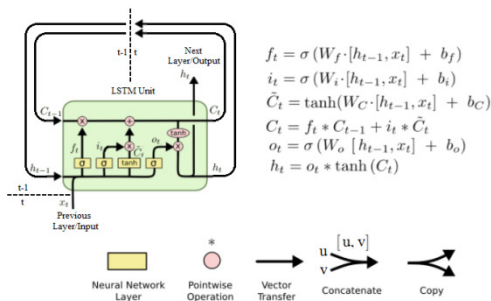 t-1 t
Next
Layer/Output
h_t
LSTM Unit
C_{t-1}
C_t
×
+
tanh
f_t
i_t
C̃_t
o_t
×
×
σ
σ
tanh
σ
h_{t-1}
h_t
t-1
t
x_t
Previous
Layer/Input
f_t = σ (W_f·[h_{t-1}, x_t] + b_f)
i_t = σ (W_i·[h_{t-1}, x_t] + b_i)
C̃_t = tanh(W_C·[h_{t-1}, x_t] + b_C)
C_t = f_t * C_{t-1} + i_t * C̃_t
o_t = σ (W_o [h_{t-1}, x_t] + b_o)
h_t = o_t * tanh (C_t)
*
[u, v]
u
v
Neural Network
Layer
Pointwise
Operation
Vector
Transfer
Concatenate
Copy